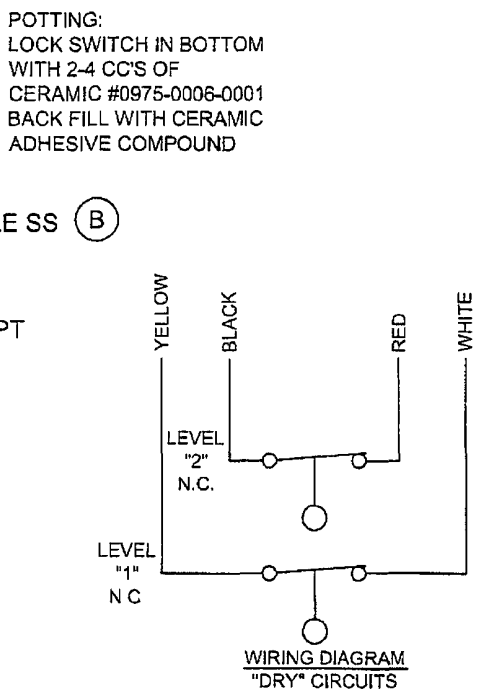 POTTING:
LOCK SWITCH IN BOTTOM
WITH 2-4 CC'S OF
CERAMIC #0975-0006-0001
BACK FILL WITH CERAMIC
ADHESIVE COMPOUND
E SS B
PT
YELLOW
BLACK
RED
WHITE
LEVEL
"2"
N.C.
LEVEL
"1"
N C
WIRING DIAGRAM
"DRY" CIRCUITS